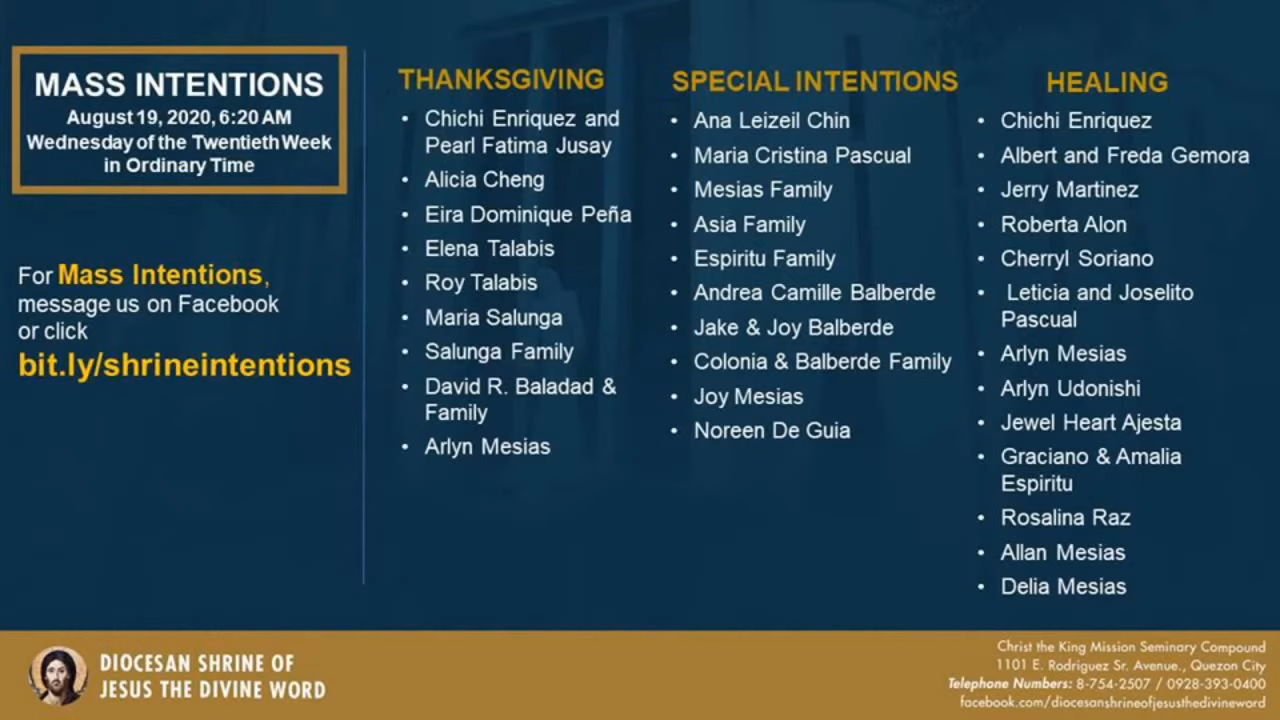 MASS INTENTIONS
August 19, 2020, 6:20 AM
Wednesday of the Twentieth Week
in Ordinary Time
For Mass Intentions,
message us on Facebook
or click
bit.ly/shrineintentions
THANKSGIVING
• Chichi Enriquez and
Pearl Fatima Jusay
• Alicia Cheng
• Eira Dominique Peña
• Elena Talabis
• Roy Talabis
• Maria Salunga
• Salunga Family
• David R. Baladad &
Family
• Arlyn Mesias
SPECIAL INTENTIONS
• Ana Leizeil Chin
• Maria Cristina Pascual
• Mesias Family
• Asia Family
• Espiritu Family
• Andrea Camille Balberde
• Jake & Joy Balberde
• Colonia & Balberde Family
• Joy Mesias
• Noreen De Guia
HEALING
• Chichi Enriquez
• Albert and Freda Gemora
• Jerry Martinez
• Roberta Alon
• Cherryl Soriano
• Leticia and Joselito
Pascual
• Arlyn Mesias
• Arlyn Udonishi
• Jewel Heart Ajesta
• Graciano & Amalia
Espiritu
• Rosalina Raz
• Allan Mesias
• Delia Mesias
DIOCESAN SHRINE OF
JESUS THE DIVINE WORD
Christ the King Mission Seminary Compound
1101 E. Rodriguez Sr. Avenue., Quezon City
Telephone Numbers: 8-754-2507 / 0928-393-0400
facebook.com/diocesanshrineofjesusthedivineword